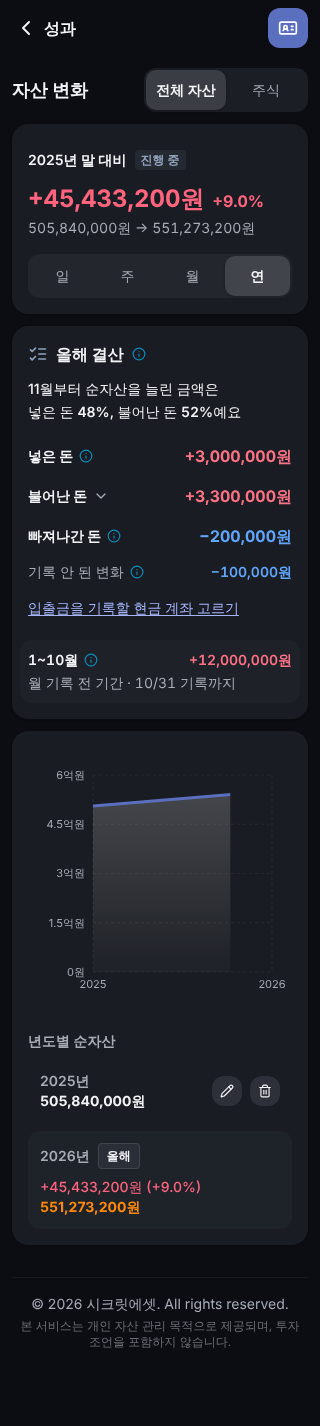 성과
자산 변화
전체 자산
주식
2025년 말 대비 진행 중
+45,433,200원 +9.0%
505,840,000원 → 551,273,200원
일
주
월
연
올해 결산
11월부터 순자산을 늘린 금액은
넣은 돈 48%, 불어난 돈 52%예요
넣은 돈 +3,000,000원
불어난 돈 +3,300,000원
빠져나간 돈 −200,000원
기록 안 된 변화 −100,000원
입출금을 기록할 현금 계좌 고르기
1~10월 +12,000,000원
월 기록 전 기간 · 10/31 기록까지
6억원
4.5억원
3억원
1.5억원
0원
2025 2026
년도별 순자산
2025년
505,840,000원
2026년 올해
+45,433,200원 (+9.0%)
551,273,200원
© 2026 시크릿에셋. All rights reserved.
본 서비스는 개인 자산 관리 목적으로 제공되며, 투자
조언을 포함하지 않습니다.